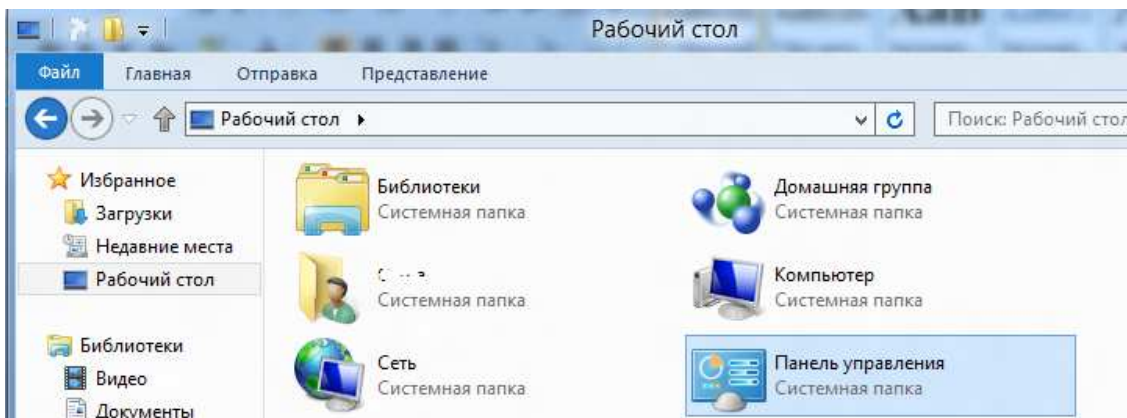 Рабочий стол
Файл Главная Отправка Представление
Рабочий стол
Поиск: Рабочий стол
Избранное
Загрузки
Недавние места
Рабочий стол
Библиотеки
Видео
Документы
Библиотеки
Системная папка
Домашняя группа
Системная папка
Системная папка
Компьютер
Системная папка
Сеть
Системная папка
Панель управления
Системная папка